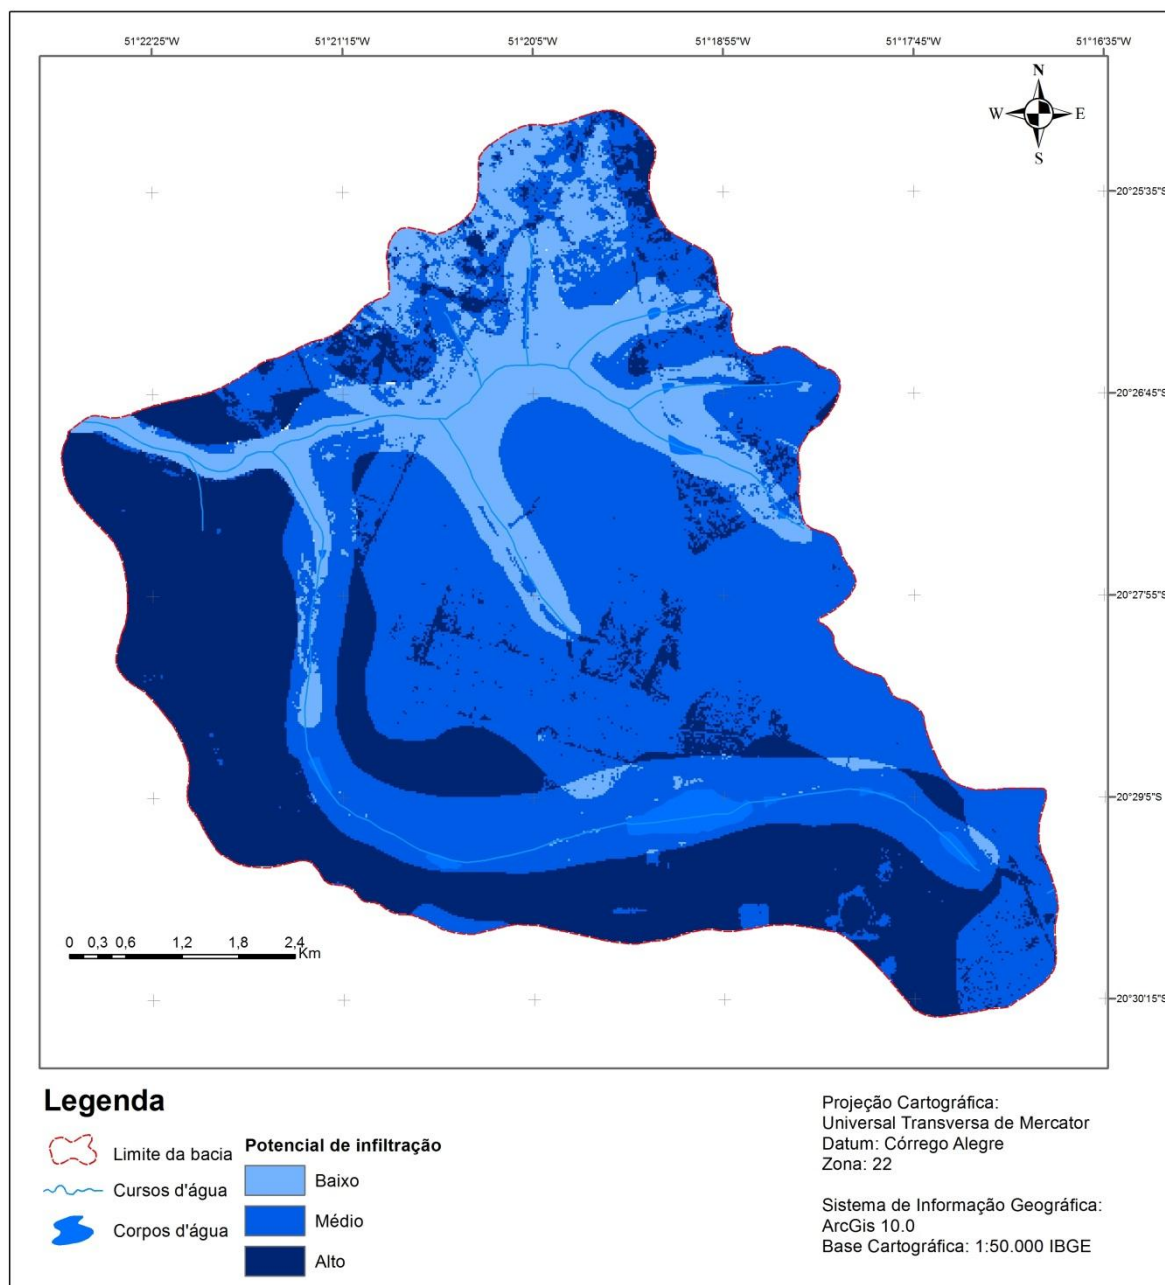 51°22'25"W 51°21'15"W 51°20'5"W 51°18'55"W 51°17'45"W 51°16'35"W
N
W E
S
20°25'35"S
20°26'45"S
20°27'55"S
20°29'5"S
20°30'15"S
0 0,3 0,6 1,2 1,8 2,4
Km
Legenda
Limite da bacia
Cursos d'água
Corpos d'água
Potencial de infiltração
Baixo
Médio
Alto
Projeção Cartográfica:
Universal Transversa de Mercator
Datum: Córrego Alegre
Zona: 22
Sistema de Informação Geográfica:
ArcGis 10.0
Base Cartográfica: 1:50.000 IBGE